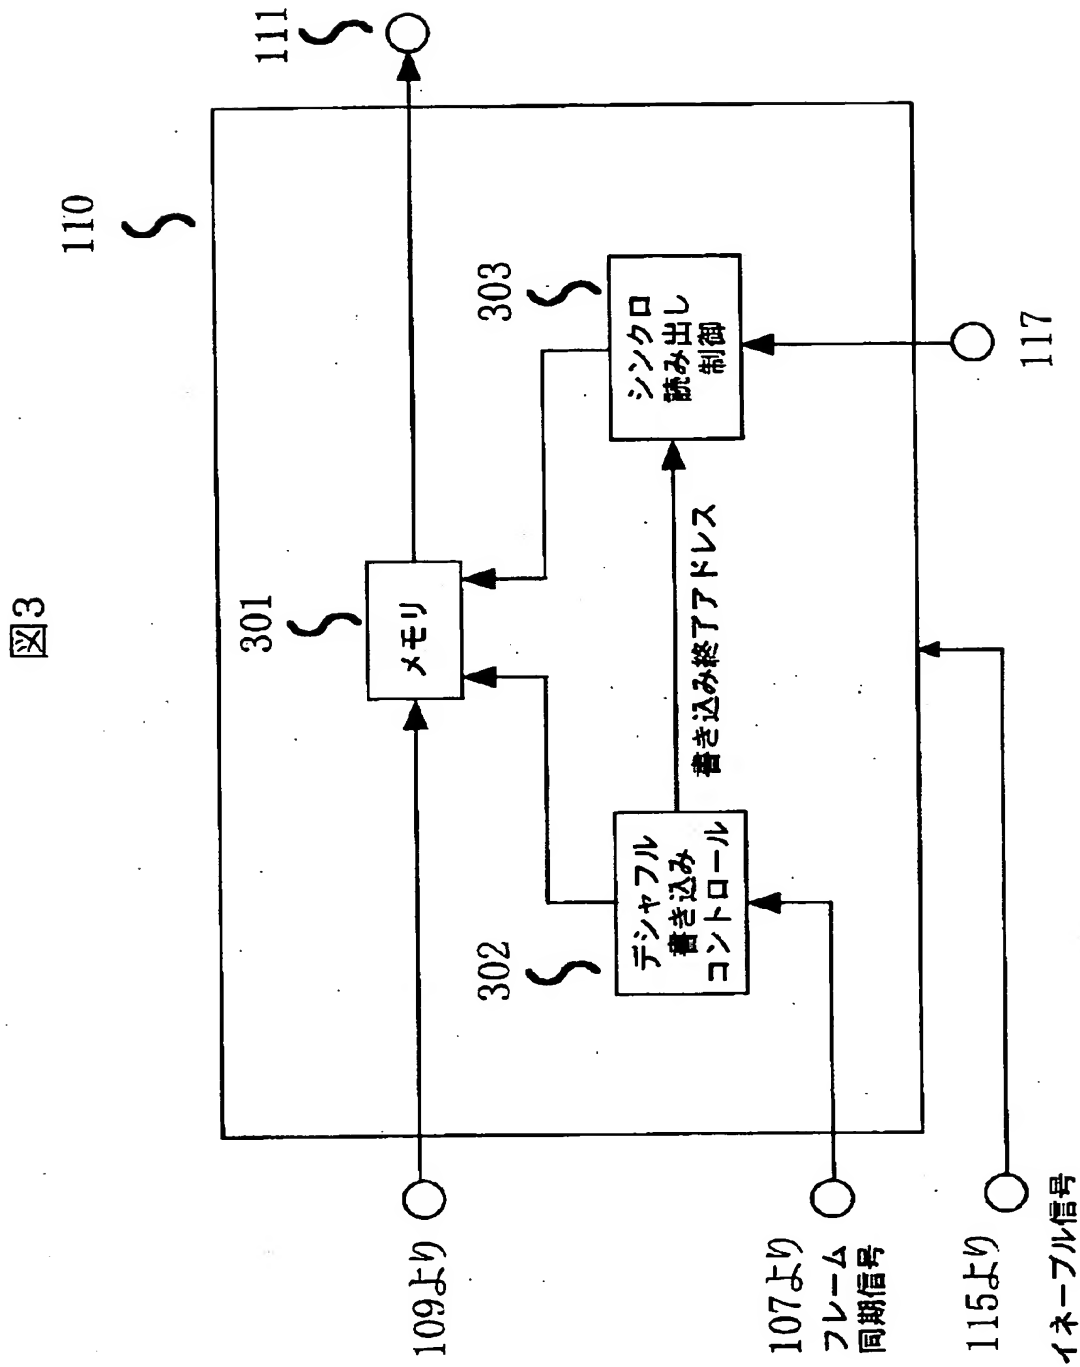 図3
110
111
301
メモリ
303
シンクロ
読み出し
制御
302
デシャフル
書き込み
コントロール
書き込み終了アドレス
117
109より
107より
フレーム
同期信号
115より
イネーブル信号